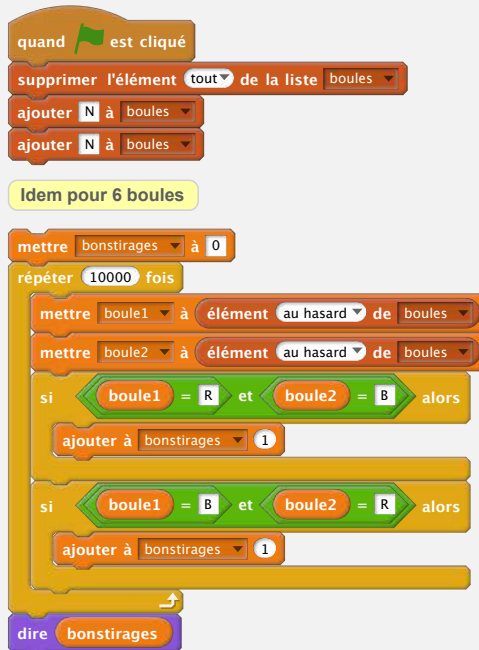 quand est cliqué
supprimer l'élément tout de la liste boules
ajouter N à boules
ajouter N à boules
Idem pour 6 boules
mettre bonstirages à 0
répéter 10000 fois
mettre boule1 à élément au hasard de boules
mettre boule2 à élément au hasard de boules
si boule1 = R et boule2 = B alors
ajouter à bonstirages 1
si boule1 = B et boule2 = R alors
ajouter à bonstirages 1
dire bonstirages